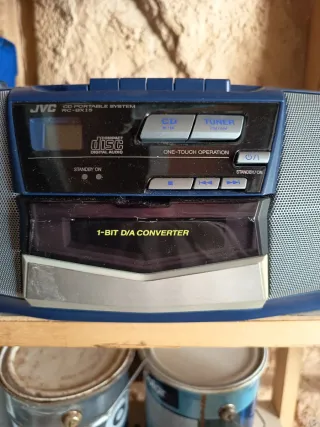 JVC CD PORTABLE SYSTEM
RC-BX15
CD
TUNER
COMPACT
disc
DIGITAL AUDIO
ONE-TOUCH OPERATION
STANDBY/ON
STANDBY ON
1-BIT D/A CONVERTER